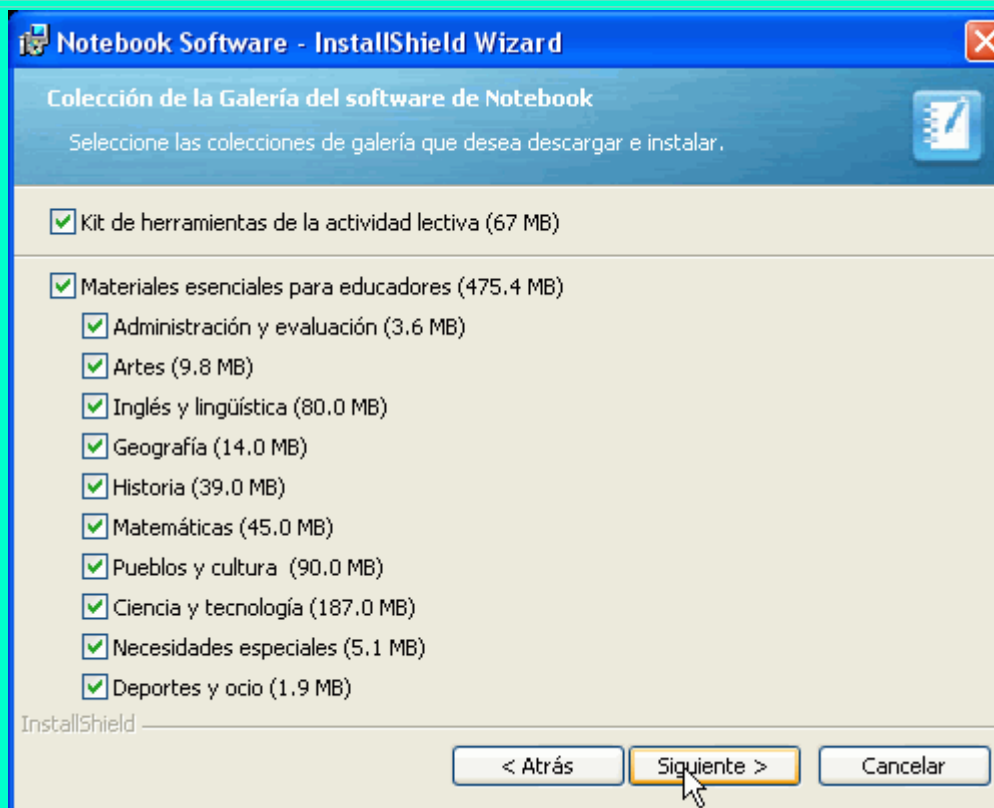 Notebook Software - InstallShield Wizard
Colección de la Galería del software de Notebook
Seleccione las colecciones de galería que desea descargar e instalar.
Kit de herramientas de la actividad lectiva (67 MB)
Materiales esenciales para educadores (475.4 MB)
Administración y evaluación (3.6 MB)
Artes (9.8 MB)
Inglés y lingüística (80.0 MB)
Geografía (14.0 MB)
Historia (39.0 MB)
Matemáticas (45.0 MB)
Pueblos y cultura (90.0 MB)
Ciencia y tecnología (187.0 MB)
Necesidades especiales (5.1 MB)
Deportes y ocio (1.9 MB)
InstallShield
< Atrás Siguiente > Cancelar